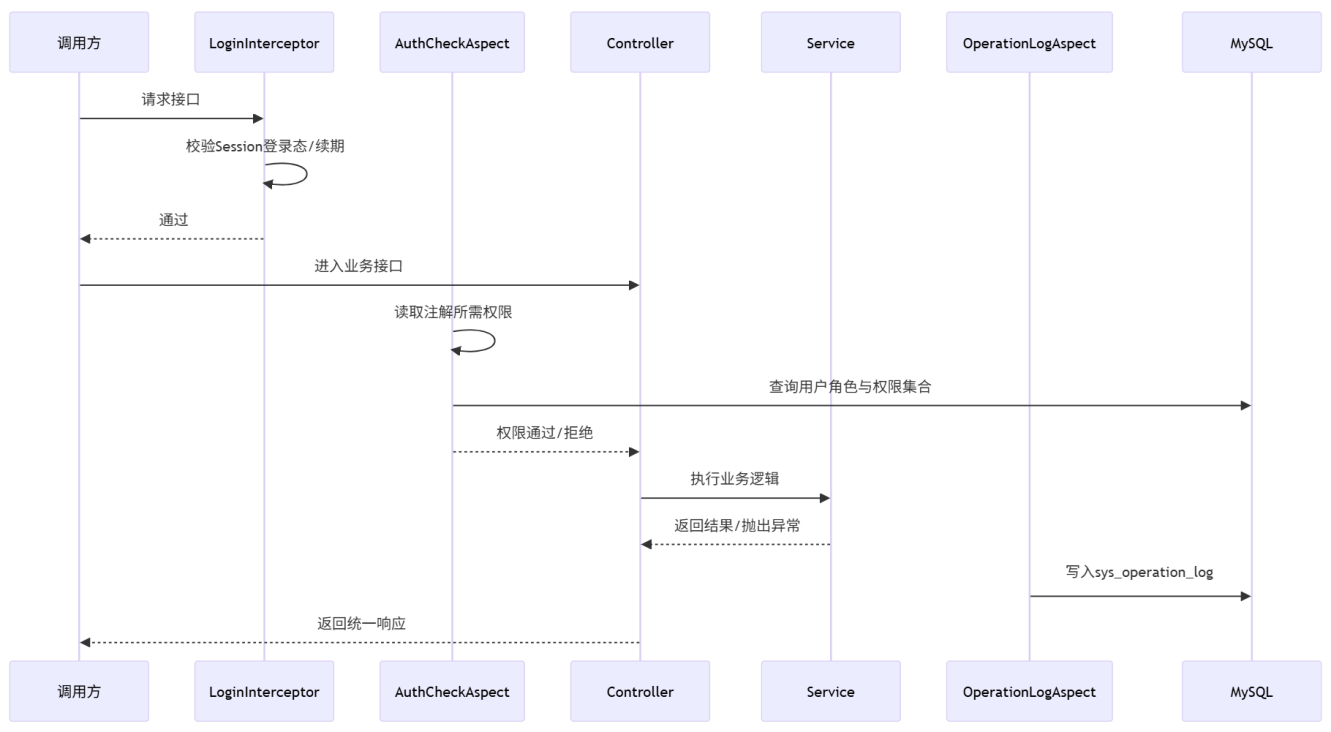 调用方
LoginInterceptor
AuthCheckAspect
Controller
Service
OperationLogAspect
MySQL
请求接口
校验Session登录态/续期
通过
进入业务接口
读取注解所需权限
查询用户角色与权限集合
权限通过/拒绝
执行业务逻辑
返回结果/抛出异常
写入sys_operation_log
返回统一响应
调用方
LoginInterceptor
AuthCheckAspect
Controller
Service
OperationLogAspect
MySQL